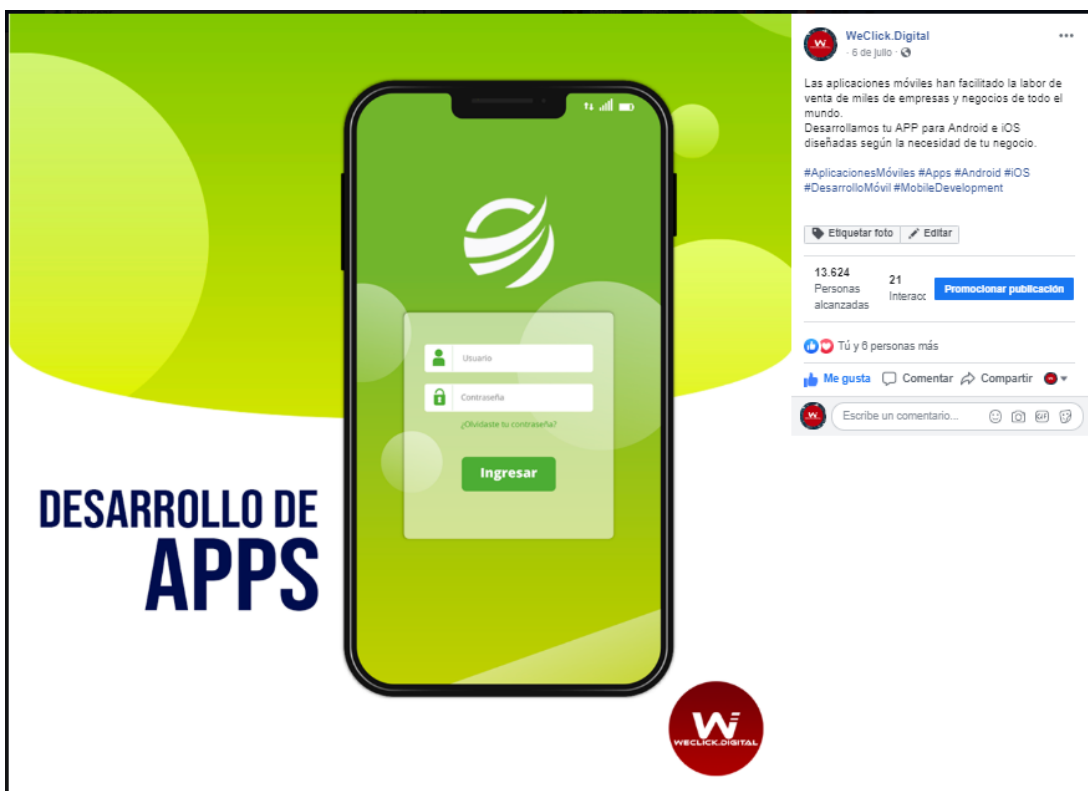 DESARROLLO DE
APPS
Usuario
Contraseña
¿Olvidaste tu contraseña?
Ingresar
W
WECLICK.DIGITAL
W
WeClick.Digital
6 de julio ·
Las aplicaciones móviles han facilitado la labor de
venta de miles de empresas y negocios de todo el
mundo.
Desarrollamos tu APP para Android e iOS
diseñadas según la necesidad de tu negocio.
#AplicacionesMóviles #Apps #Android #iOS
#DesarrolloMóvil #MobileDevelopment
Etiquetar foto
Editar
13.624
Personas
alcanzadas
21
Interacc
Promocionar publicación
Tú y 6 personas más
Me gusta
Comentar
Compartir
Escribe un comentario...
GIF